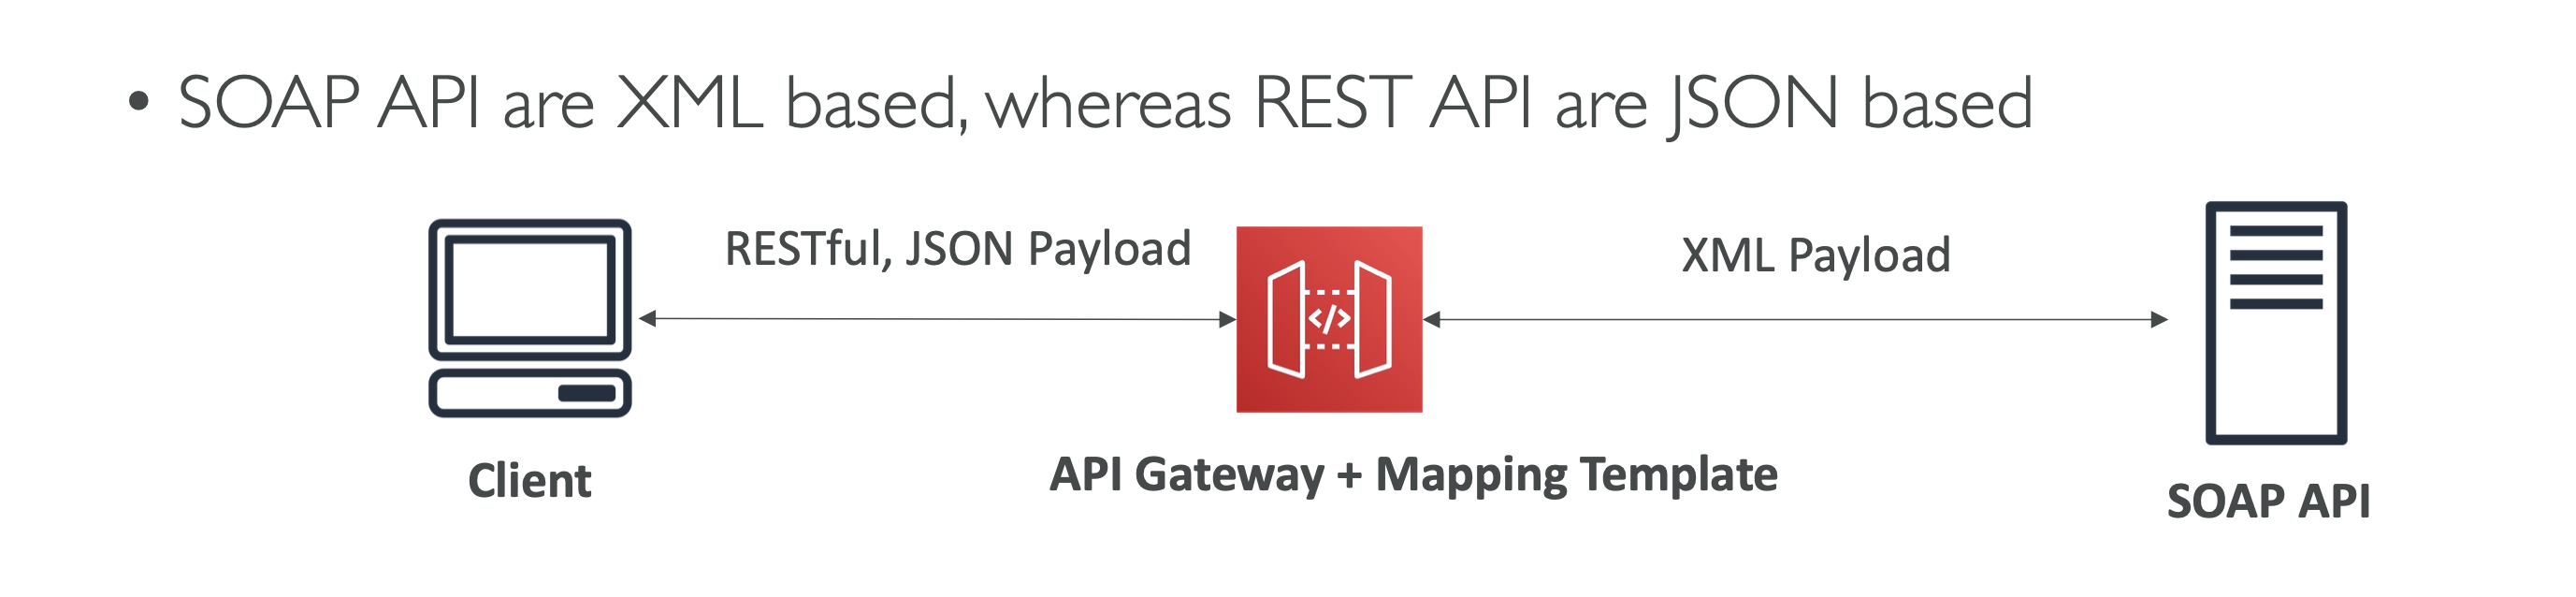 • SOAP API are XML based, whereas REST API are JSON based
RESTful, JSON Payload
XML Payload
</>
Client
API Gateway + Mapping Template
SOAP API